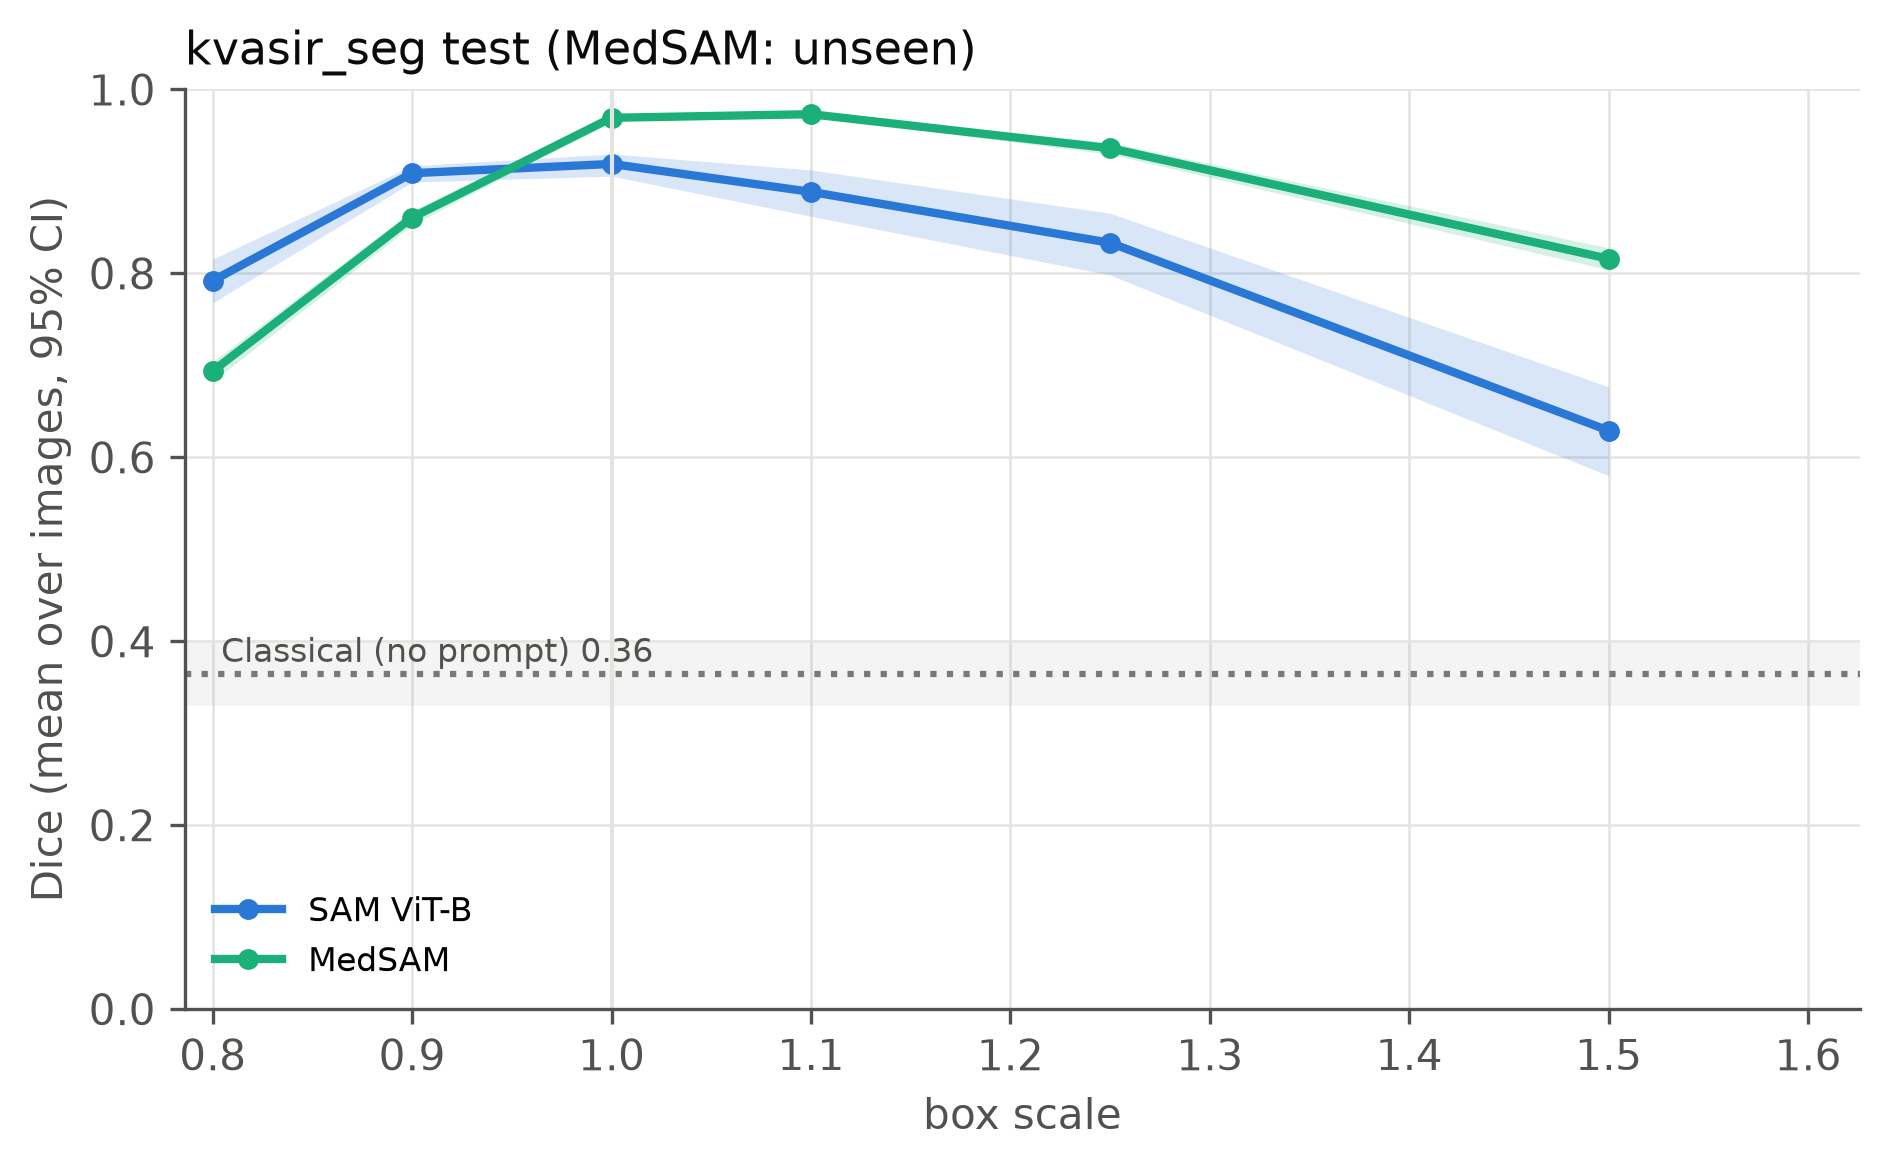 kvasir_seg test (MedSAM: unseen)
Dice (mean over images, 95% CI)
1.0
0.8
0.6
0.4
0.2
0.0
Classical (no prompt) 0.36
SAM ViT-B
MedSAM
0.8 0.9 1.0 1.1 1.2 1.3 1.4 1.5 1.6
box scale